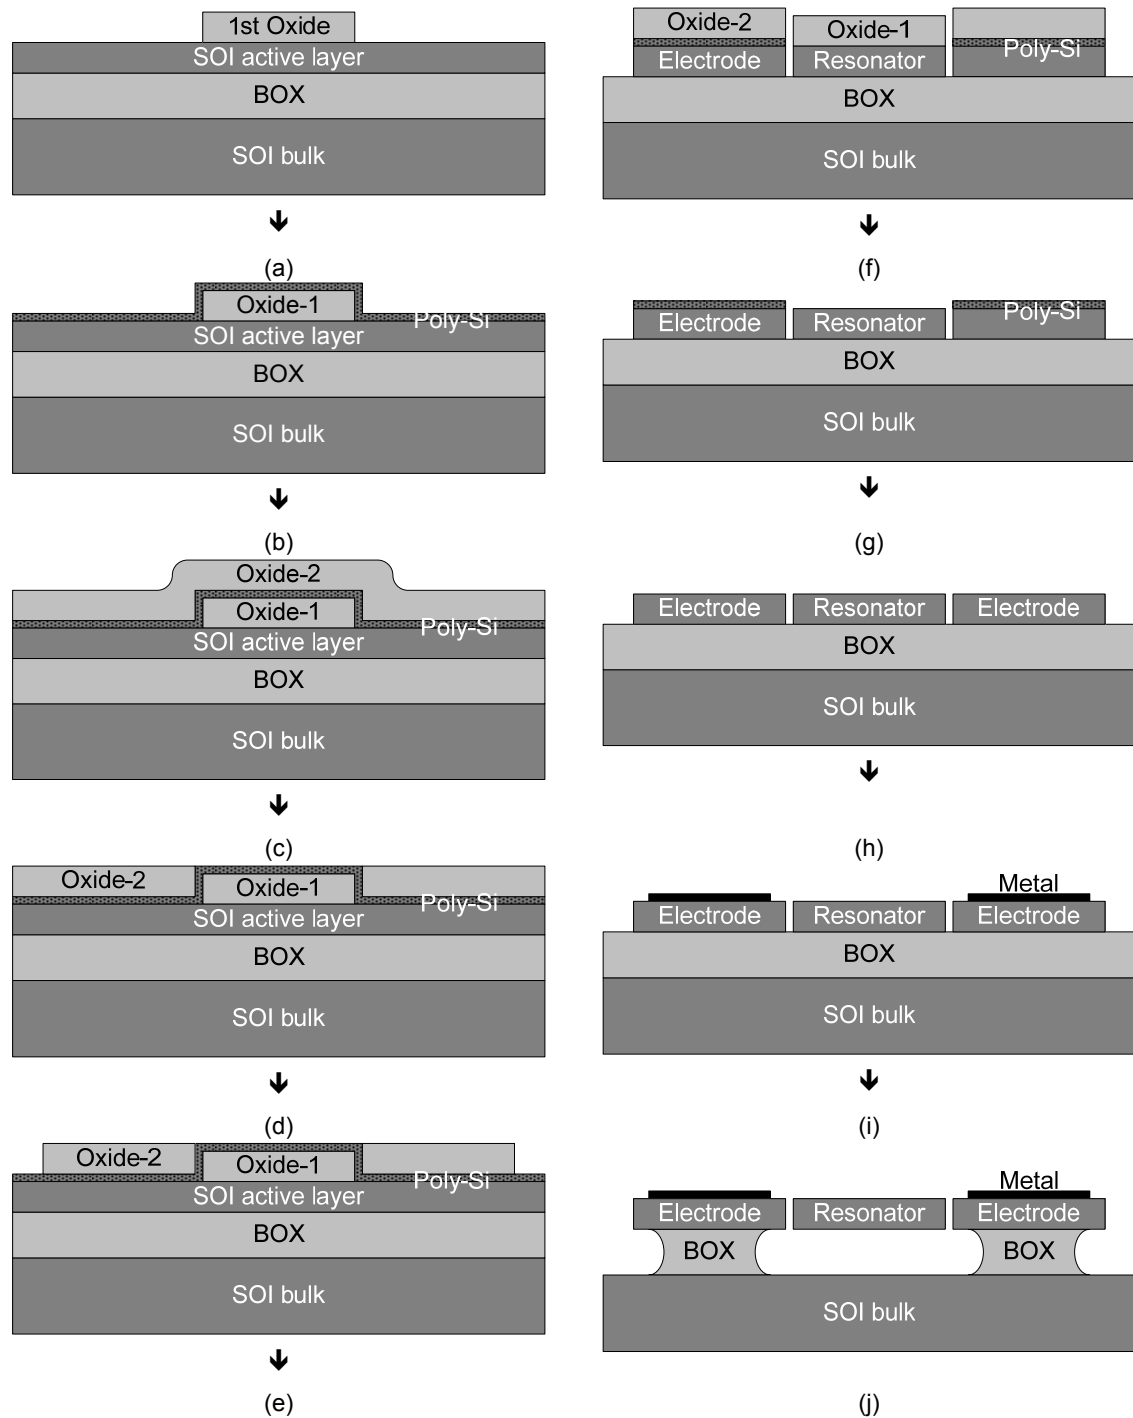 1st Oxide
SOI active layer
BOX
SOI bulk
(a)
Oxide-1
Poly-Si
SOI active layer
BOX
SOI bulk
(b)
Oxide-2
Oxide-1
Poly-Si
SOI active layer
BOX
SOI bulk
(c)
Oxide-2 Oxide-1
Poly-Si
SOI active layer
BOX
SOI bulk
(d)
Oxide-2 Oxide-1
Poly-Si
SOI active layer
BOX
SOI bulk
(e)
Oxide-2 Oxide-1
Poly-Si
Electrode Resonator
BOX
SOI bulk
(f)
Poly-Si
Electrode Resonator
BOX
SOI bulk
(g)
Electrode Resonator Electrode
BOX
SOI bulk
(h)
Metal
Electrode Resonator Electrode
BOX
SOI bulk
(i)
Metal
Electrode Resonator Electrode
BOX BOX
SOI bulk
(j)